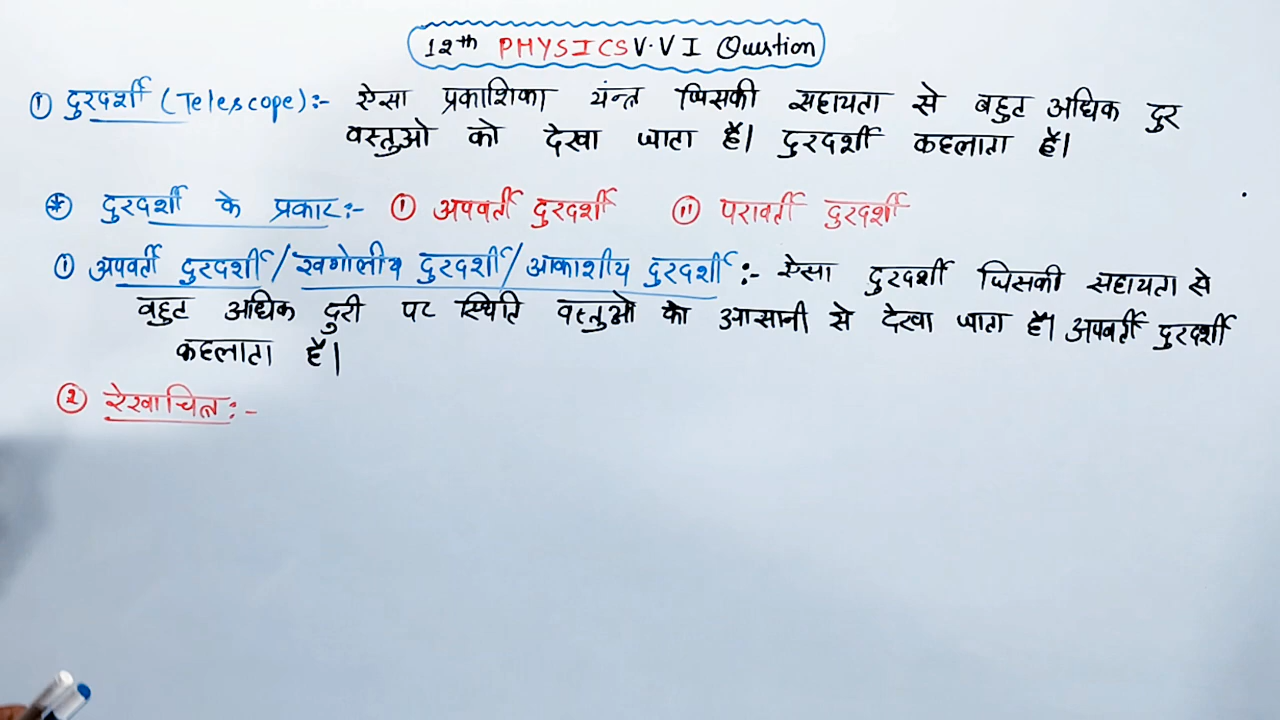 12th PHYSICS V.V I Question
① दुरदर्शी (Telescope):- ऐसा प्रकाशिका यंन्त्र जिसकी सहायता से बहुत अधिक दुर
वस्तुओ को देखा जाता है। दुरदर्शी कहलाता है।
* दुरदर्शी के प्रकार:- ① अपवर्ती दुरदर्शी ⑪ परावर्ती दुरदर्शी
① अपवर्ती दुरदर्शी/खगोलीय दुरदर्शी/आकाशीय दुरदर्शी:- ऐसा दुरदर्शी जिसकी सहायता से
बहुत अधिक दुरी पर स्थिति वस्तुओ को आसानी से देखा जाता है। अपवर्ती दुरदर्शी
कहलाता है।
② रेखाचित्र:-